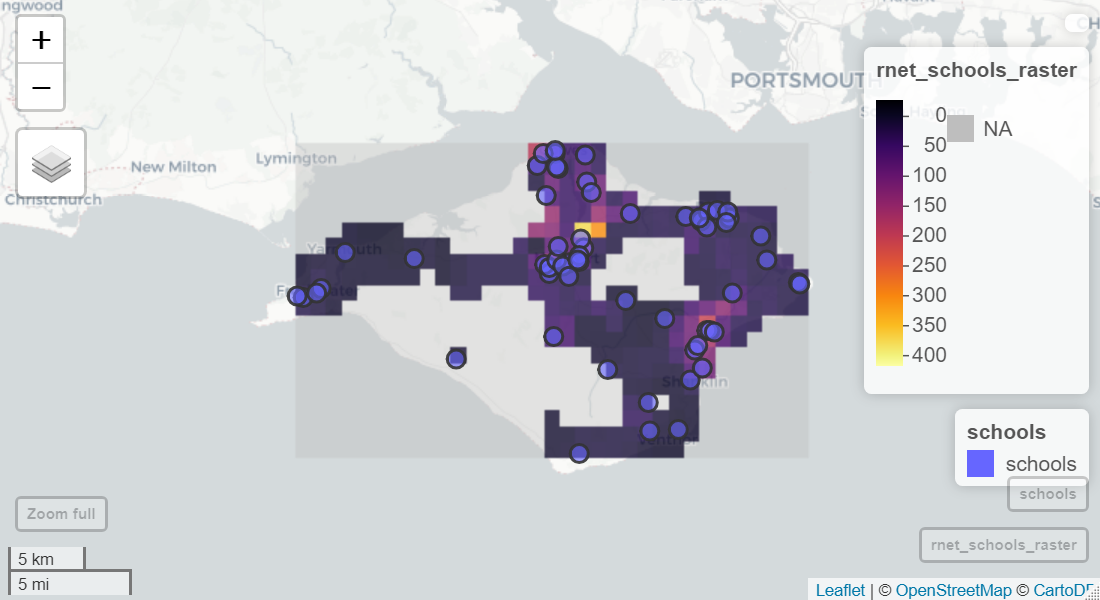 ngwood
+
−
New Milton
Lymington
Christchurch
PORTSMOUTH
Yarmouth
Shanklin
rnet_schools_raster
0
50
100
150
200
250
300
350
400
NA
schools
schools
schools
rnet_schools_raster
Zoom full
5 km
5 mi
Leaflet | © OpenStreetMap © CartoDB